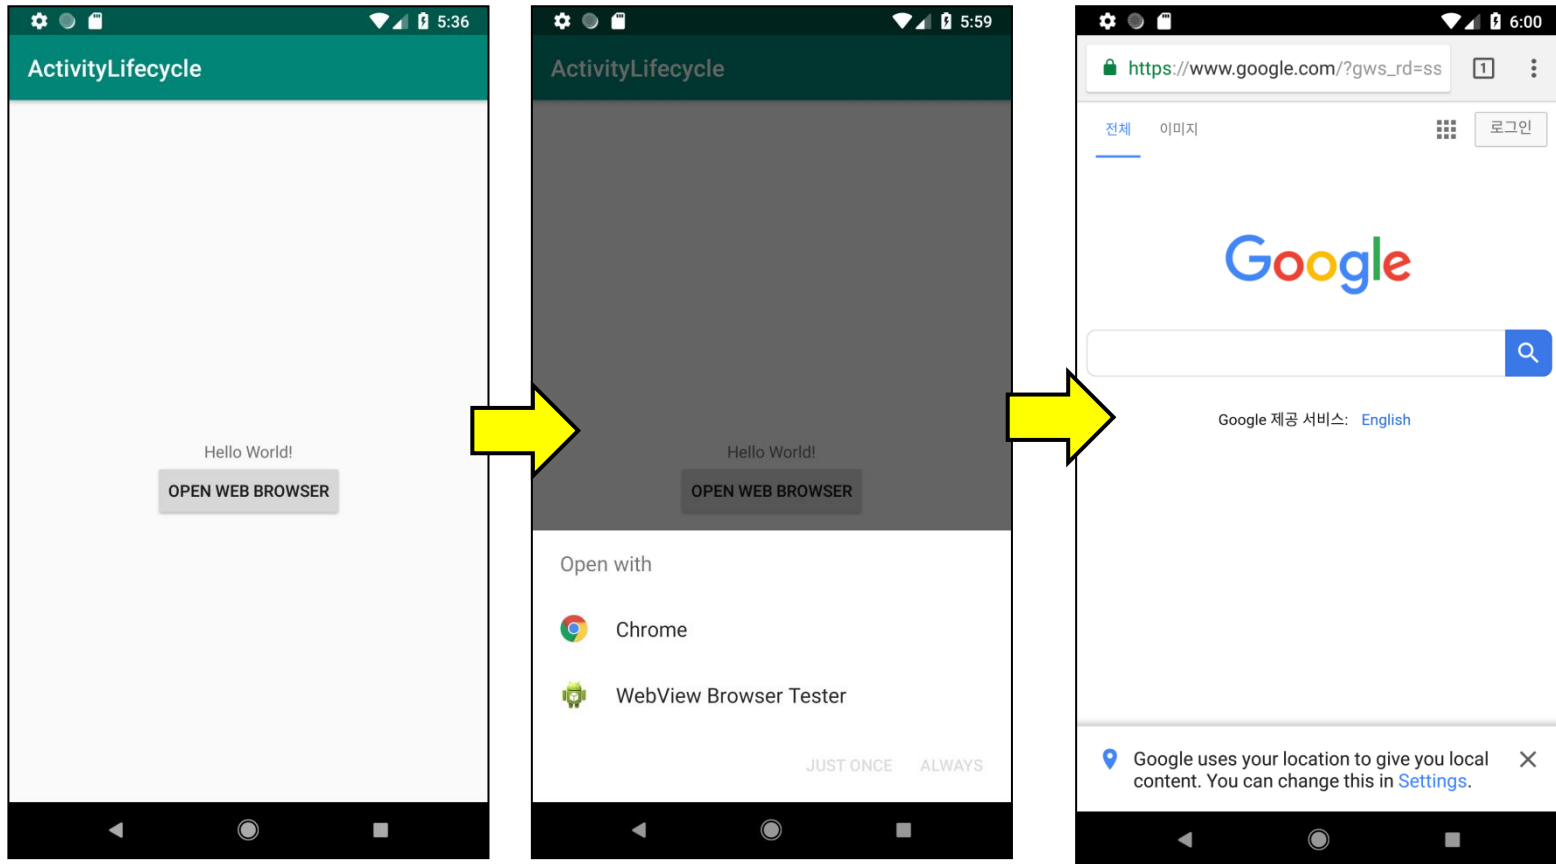 5:36
ActivityLifecycle
Hello World!
OPEN WEB BROWSER
5:59
ActivityLifecycle
Hello World!
OPEN WEB BROWSER
Open with
Chrome
WebView Browser Tester
JUST ONCE ALWAYS
6:00
https://www.google.com/?gws_rd=ss 1
전체 이미지 로그인
Google
Google 제공 서비스: English
Google uses your location to give you local
content. You can change this in Settings.